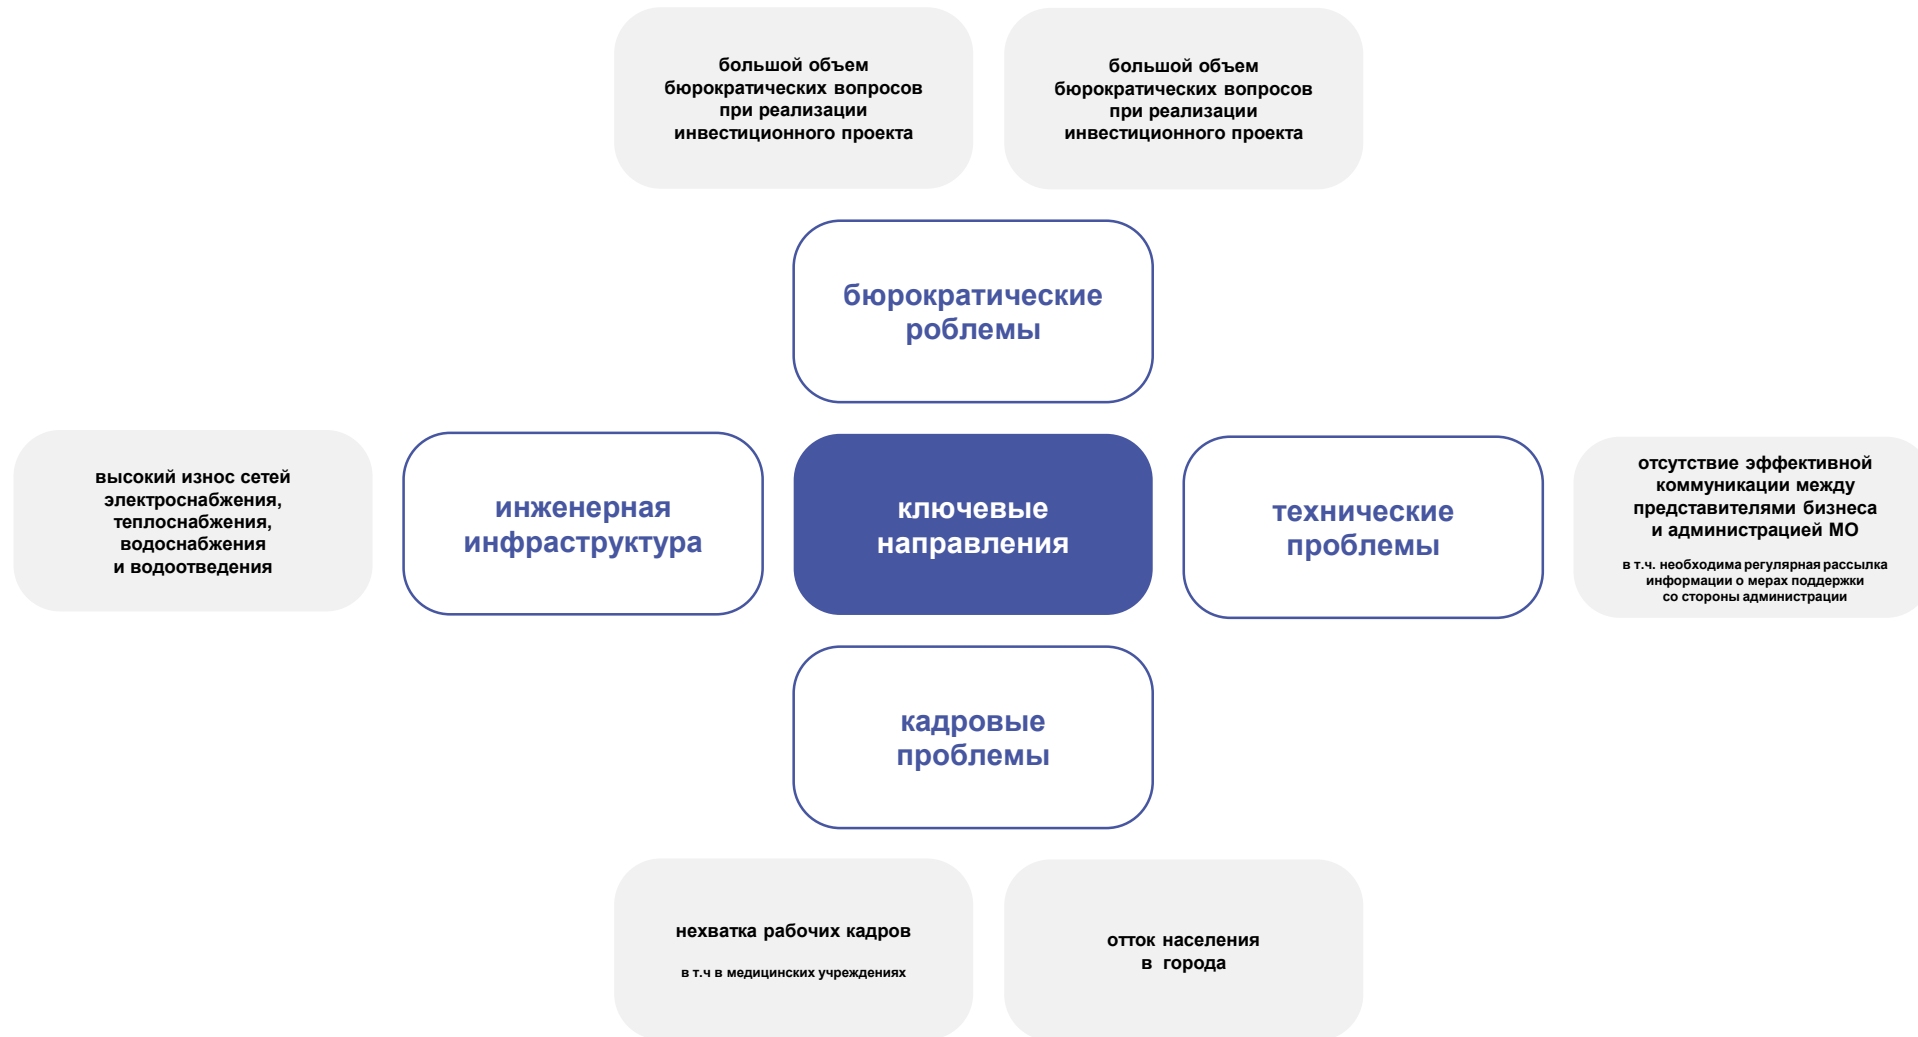 большой объем
бюрократических вопросов
при реализации
инвестиционного проекта
большой объем
бюрократических вопросов
при реализации
инвестиционного проекта
бюрократические
роблемы
высокий износ сетей
электроснабжения,
теплоснабжения,
водоснабжения
и водоотведения
инженерная
инфраструктура
ключевые
направления
технические
проблемы
отсутствие эффективной
коммуникации между
представителями бизнеса
и администрацией МО
в т.ч. необходима регулярная рассылка
информации о мерах поддержки
со стороны администрации
кадровые
проблемы
нехватка рабочих кадров
в т.ч в медицинских учреждениях
отток населения
в города